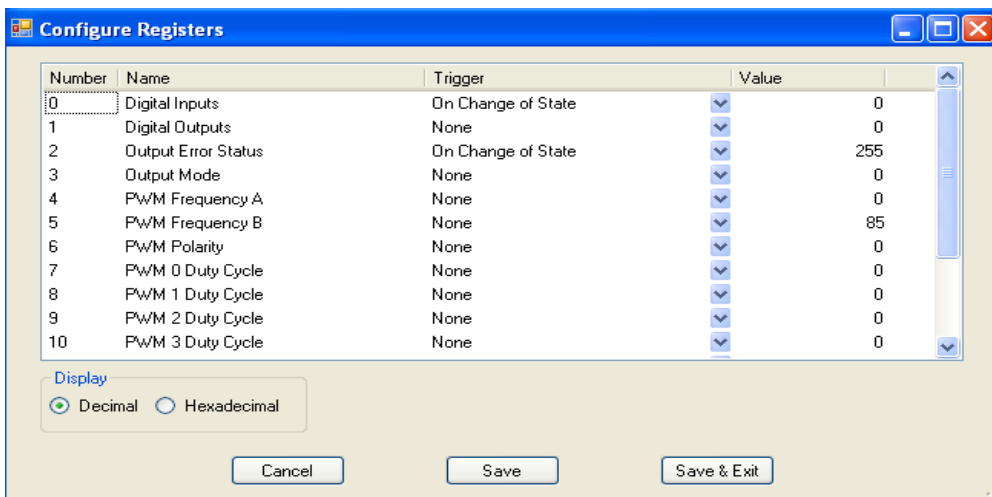 Configure Registers
Number Name Trigger Value
0 Digital Inputs On Change of State 0
1 Digital Outputs None 0
2 Output Error Status On Change of State 255
3 Output Mode None 0
4 PWM Frequency A None 0
5 PWM Frequency B None 85
6 PWM Polarity None 0
7 PWM 0 Duty Cycle None 0
8 PWM 1 Duty Cycle None 0
9 PWM 2 Duty Cycle None 0
10 PWM 3 Duty Cycle None 0
Display
Decimal Hexadecimal
Cancel Save Save & Exit